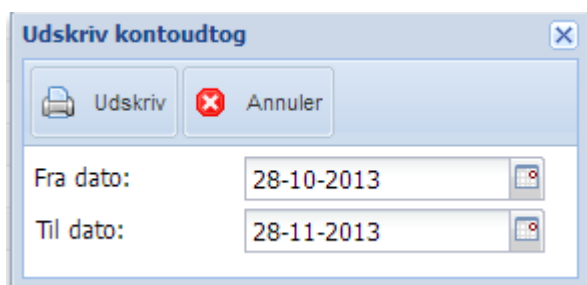 Udskriv kontoudtog
Udskriv Annuler
Fra dato: 28-10-2013
Til dato: 28-11-2013